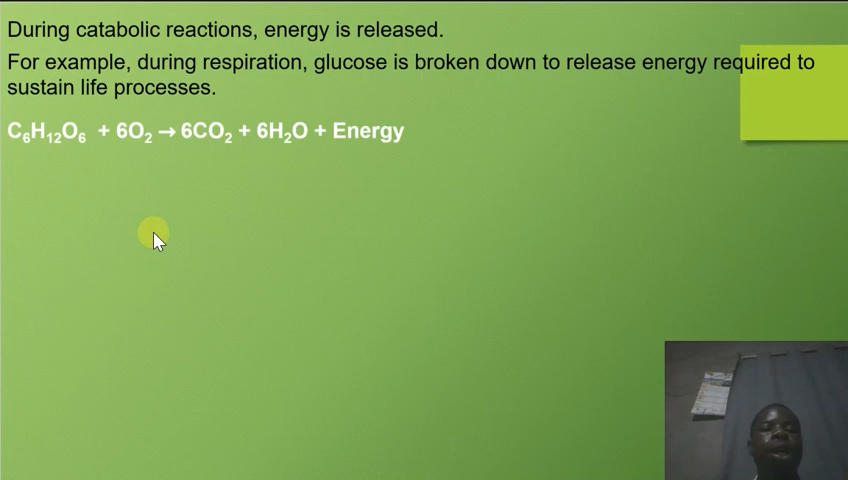 During catabolic reactions, energy is released.
For example, during respiration, glucose is broken down to release energy required to
sustain life processes.
C₆H₁₂O₆ + 6O₂ → 6CO₂ + 6H₂O + Energy